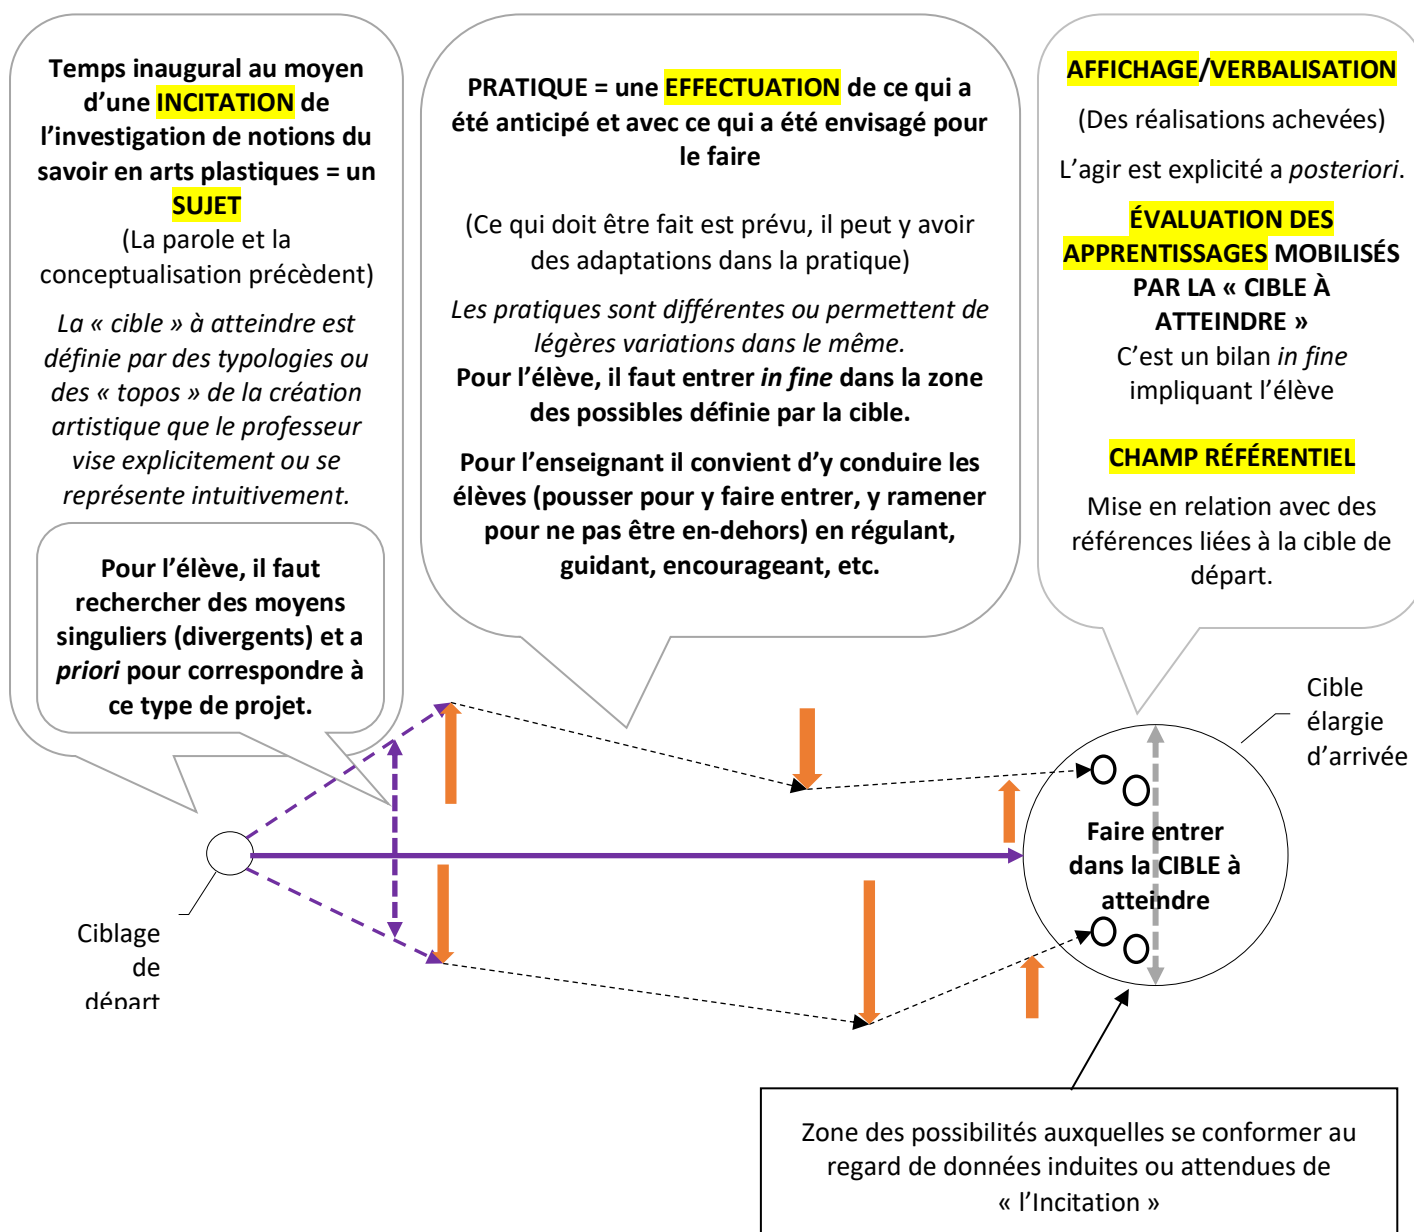 Temps inaugural au moyen
d’une INCITATION de
l’investigation de notions du
savoir en arts plastiques = un
SUJET
(La parole et la
conceptualisation précèdent)
La « cible » à atteindre est
définie par des typologies ou
des « topos » de la création
artistique que le professeur
vise explicitement ou se
représente intuitivement.
Pour l’élève, il faut
rechercher des moyens
singuliers (divergents) et a
priori pour correspondre à
ce type de projet.
PRATIQUE = une EFFECTUATION de ce qui a
été anticipé et avec ce qui a été envisagé pour
le faire
(Ce qui doit être fait est prévu, il peut y avoir
des adaptations dans la pratique)
Les pratiques sont différentes ou permettent de
légères variations dans le même.
Pour l’élève, il faut entrer in fine dans la zone
des possibles définie par la cible.
Pour l’enseignant il convient d’y conduire les
élèves (pousser pour y faire entrer, y ramener
pour ne pas être en-dehors) en régulant,
guidant, encourageant, etc.
AFFICHAGE/VERBALISATION
(Des réalisations achevées)
L’agir est explicité a posteriori.
ÉVALUATION DES
APPRENTISSAGES MOBILISÉS
PAR LA « CIBLE À
ATTEINDRE »
C’est un bilan in fine
impliquant l’élève
CHAMP RÉFÉRENTIEL
Mise en relation avec des
références liées à la cible de
départ.
Cible
élargie
d’arrivée
Faire entrer
dans la CIBLE à
atteindre
Ciblage
de
départ
Zone des possibilités auxquelles se conformer au
regard de données induites ou attendues de
« l’Incitation »